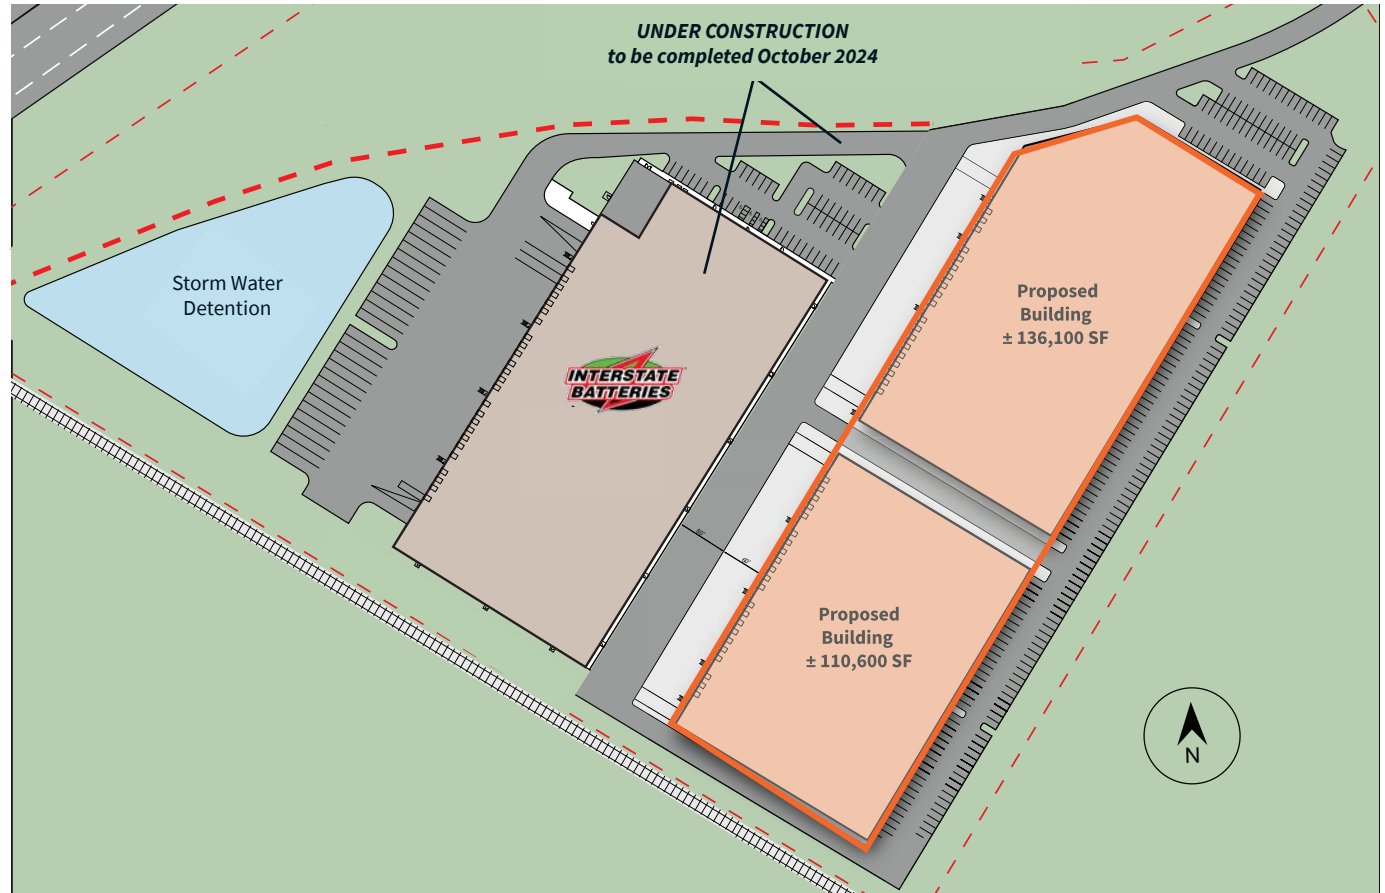 UNDER CONSTRUCTION
to be completed October 2024
Storm Water
Detention
INTERSTATE
BATTERIES
Proposed
Building
± 136,100 SF
Proposed
Building
± 110,600 SF
N